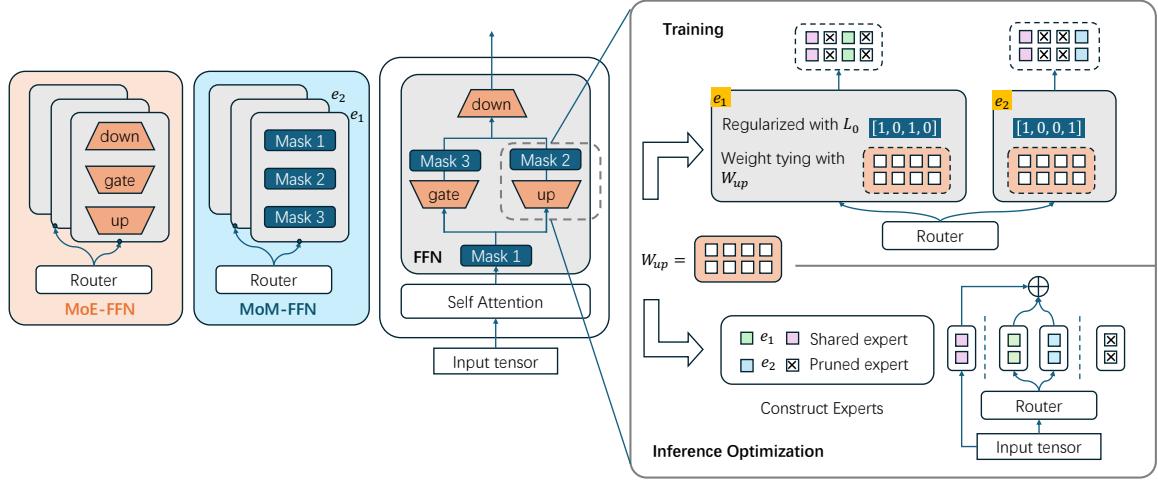 down
gate
up
Router
MoE-FFN
e₂
e₁
Mask 1
Mask 2
Mask 3
Router
MoM-FFN
down
Mask 3
Mask 2
gate
up
FFN
Mask 1
Self Attention
Input tensor
Training
e₁
Regularized with L₀
[1, 0, 1, 0]
Weight tying with
W_up
e₂
[1, 0, 0, 1]
Router
W_up =
e₁ Shared expert
e₂ Pruned expert
Construct Experts
Router
Input tensor
Inference Optimization